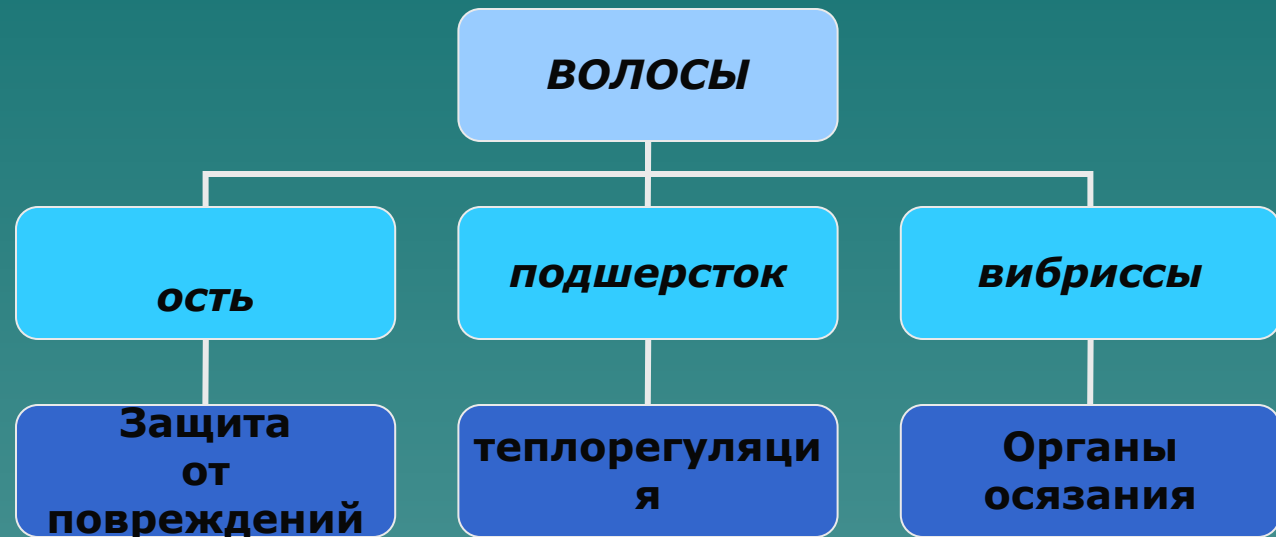 ВОЛОСЫ
ость
подшерсток
вибриссы
Защита
от
повреждений
теплорегуляци
я
Органы
осязания